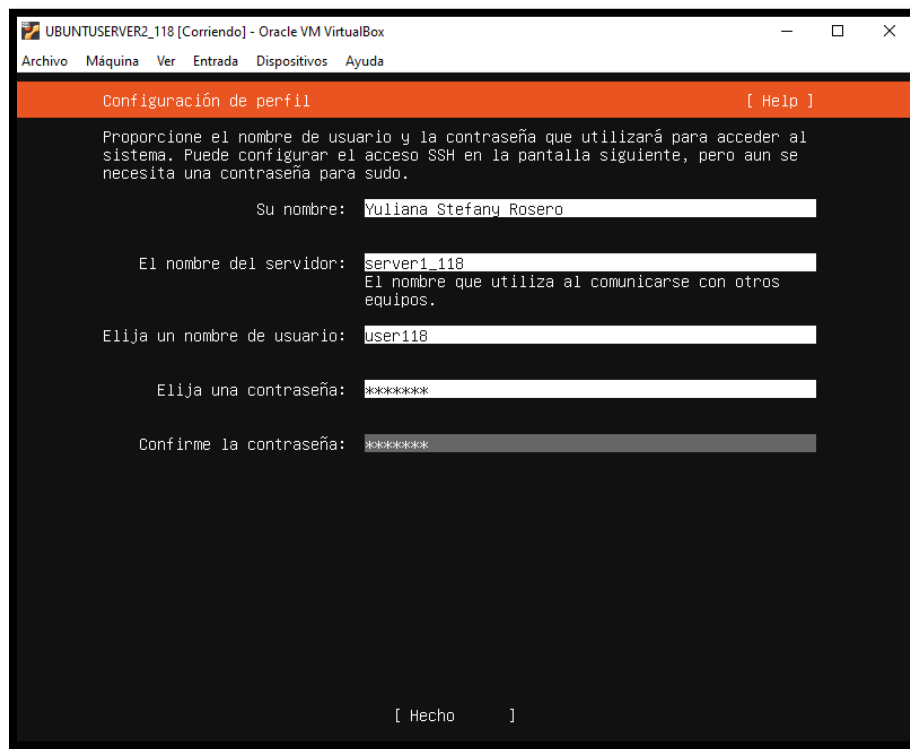 UBUNTUSERVER2_118 [Corriendo] - Oracle VM VirtualBox
Archivo Máquina Ver Entrada Dispositivos Ayuda
Configuración de perfil [ Help ]
Proporcione el nombre de usuario y la contraseña que utilizará para acceder al
sistema. Puede configurar el acceso SSH en la pantalla siguiente, pero aun se
necesita una contraseña para sudo.
Su nombre: Yuliana Stefany Rosero
El nombre del servidor: server1_118
El nombre que utiliza al comunicarse con otros
equipos.
Elija un nombre de usuario: user118
Elija una contraseña: *******
Confirme la contraseña: *******
[ Hecho ]